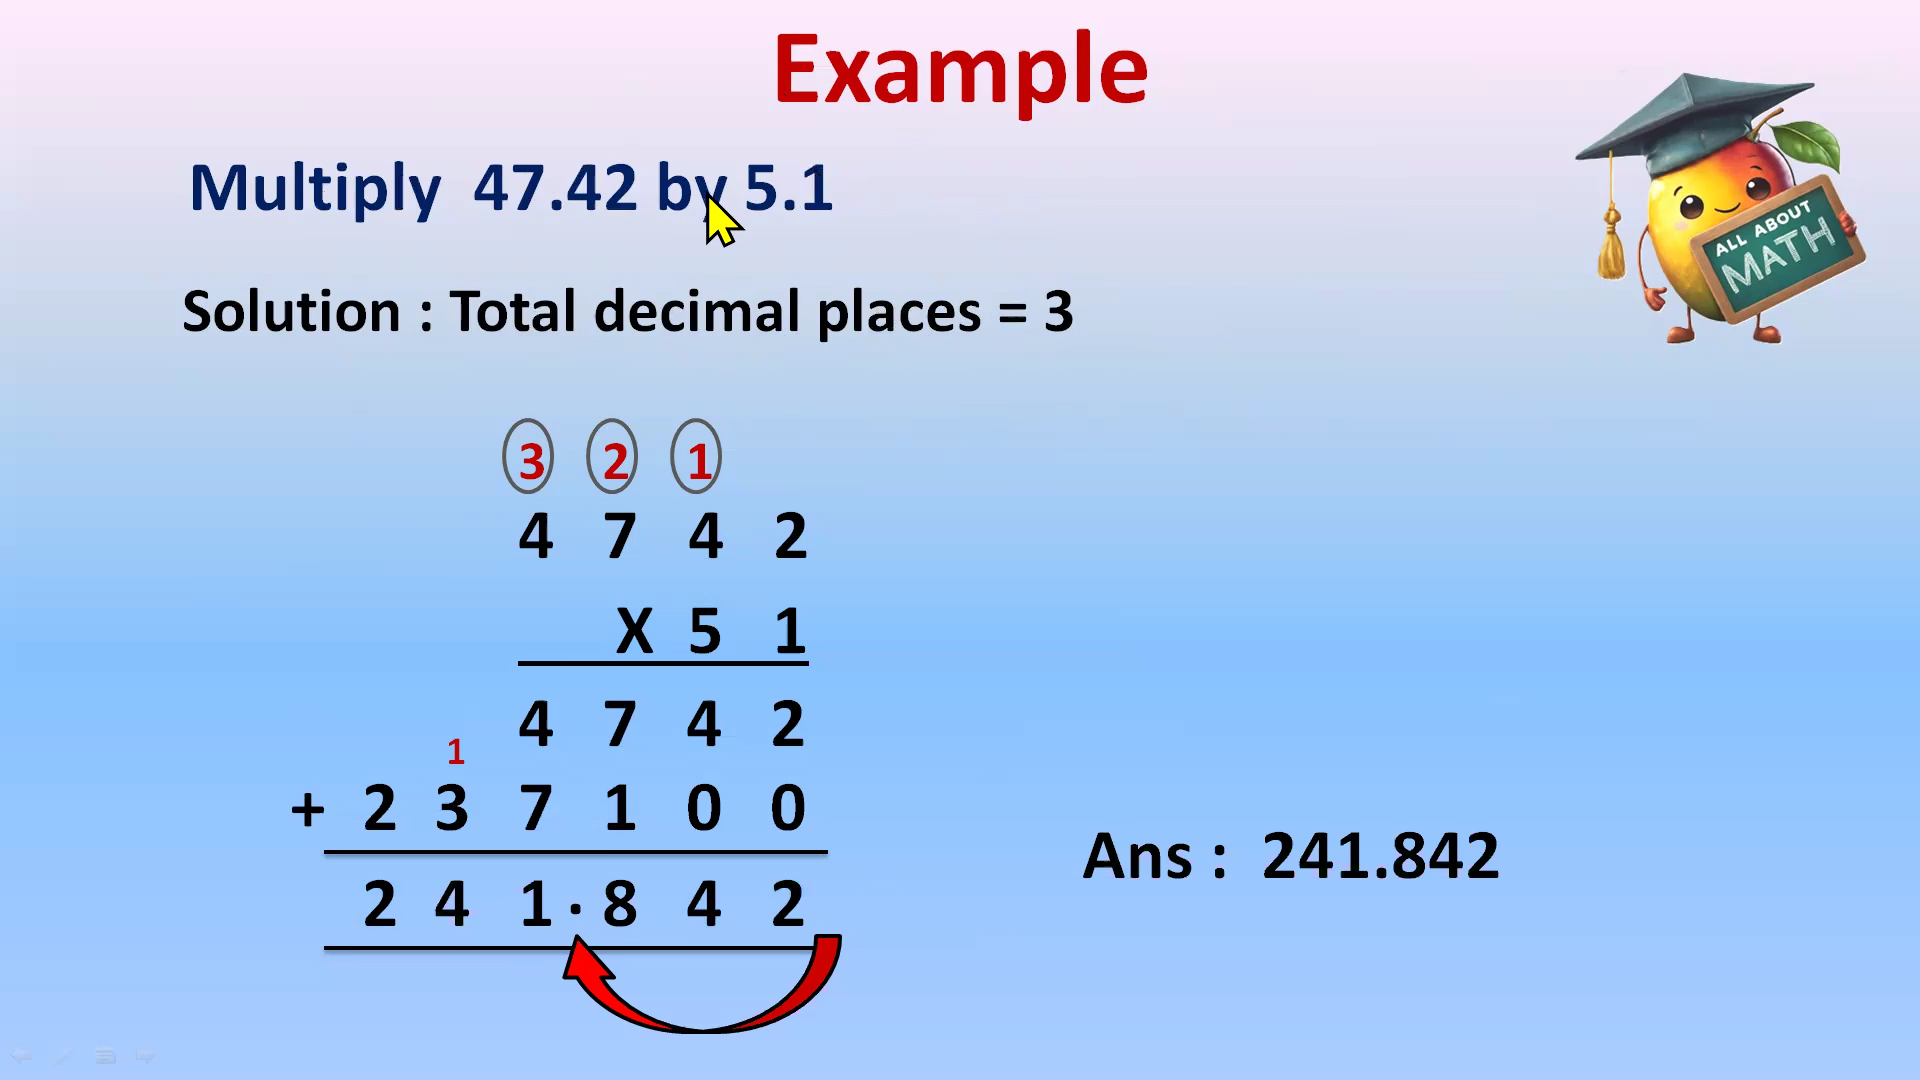 Example
Multiply 47.42 by 5.1
ALL ABOUT
MATH
Solution : Total decimal places = 3
3 2 1
4 7 4 2
X 5 1
4 7 4 2
1
+ 2 3 7 1 0 0
Ans : 241.842
2 4 1 . 8 4 2